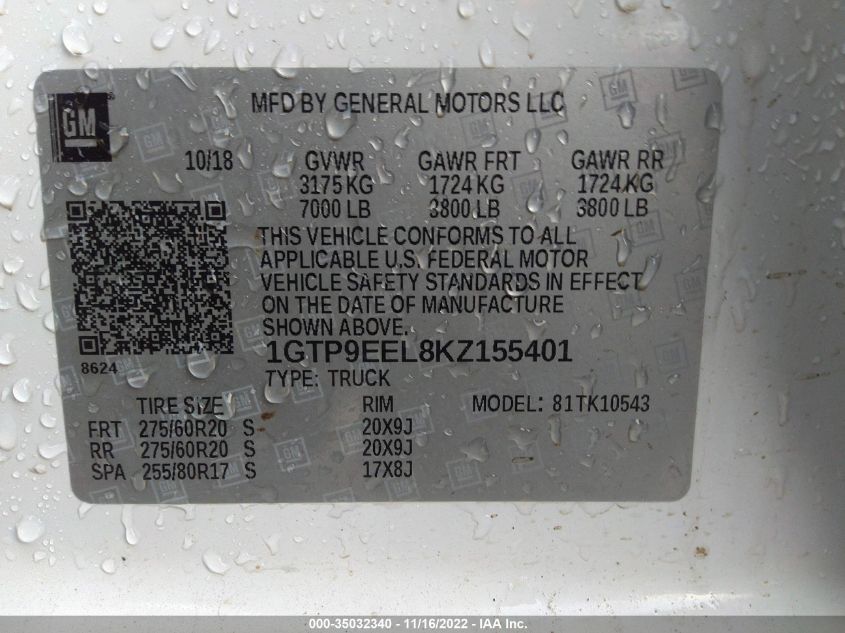 GM
MFD BY GENERAL MOTORS LLC
10/18 GVWR GAWR FRT GAWR RR
3175 KG 1724 KG 1724 KG
7000 LB 3800 LB 3800 LB
THIS VEHICLE CONFORMS TO ALL
APPLICABLE U.S. FEDERAL MOTOR
VEHICLE SAFETY STANDARDS IN EFFECT
ON THE DATE OF MANUFACTURE
SHOWN ABOVE.
8624
1GTP9EEL8KZ155401
TYPE: TRUCK
TIRE SIZE RIM MODEL: 81TK10543
FRT 275/60R20 S 20X9J
RR 275/60R20 S 20X9J
SPA 255/80R17 S 17X8J
000-35032340 - 11/16/2022 - IAA Inc.